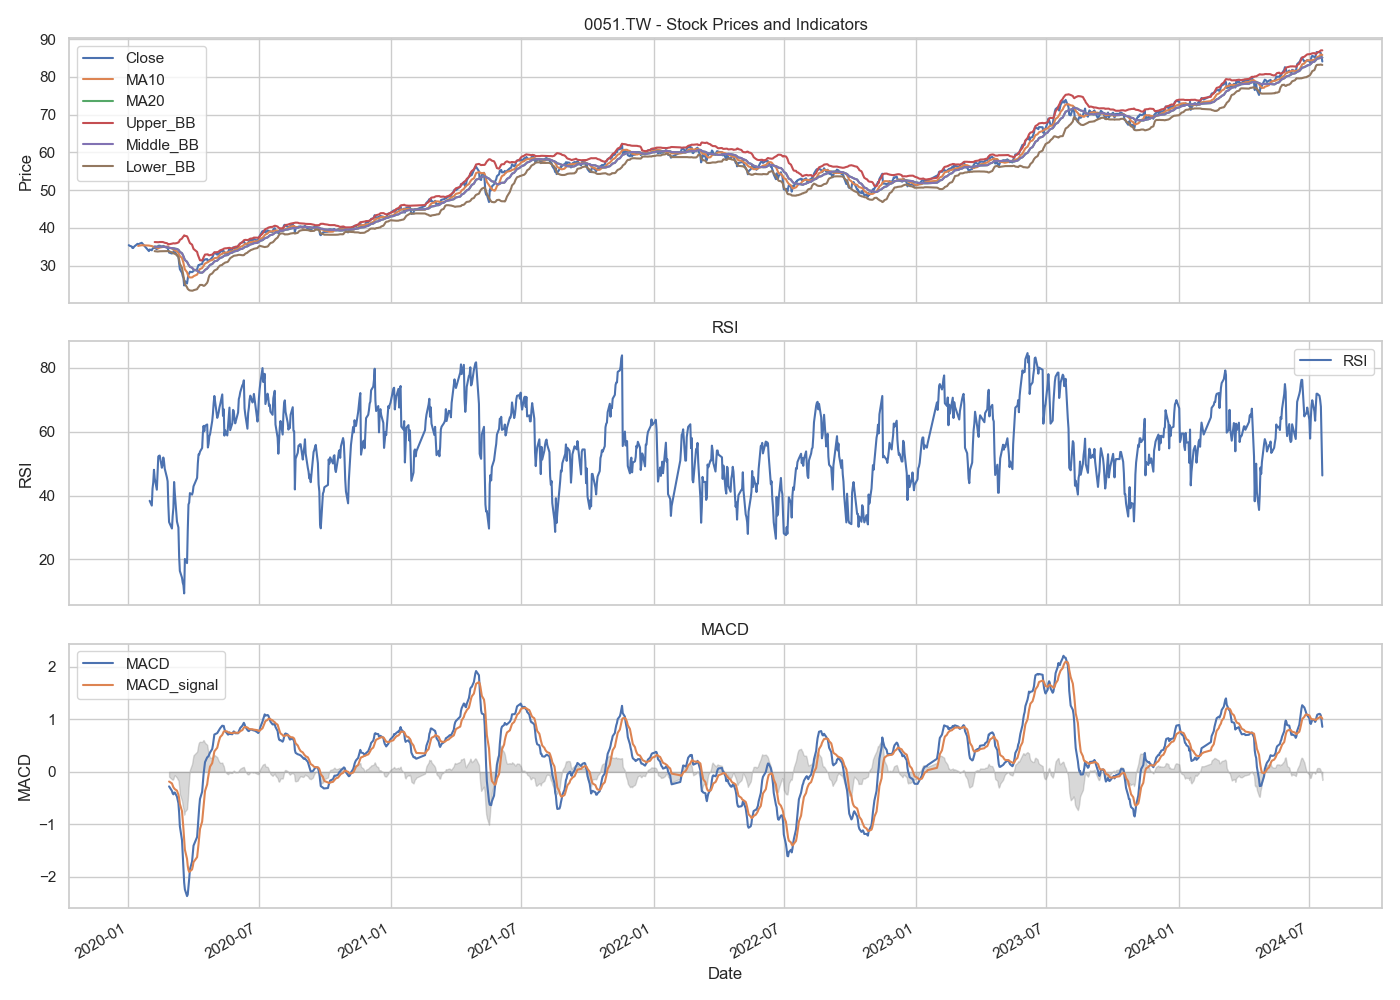 0051.TW - Stock Prices and Indicators
90
80
70
60
50
40
30
Price
Close
MA10
MA20
Upper_BB
Middle_BB
Lower_BB
RSI
80
60
40
20
RSI
RSI
MACD
2
1
0
−1
−2
MACD
MACD
MACD_signal
2020-01
2020-07
2021-01
2021-07
2022-01
2022-07
2023-01
2023-07
2024-01
2024-07
Date